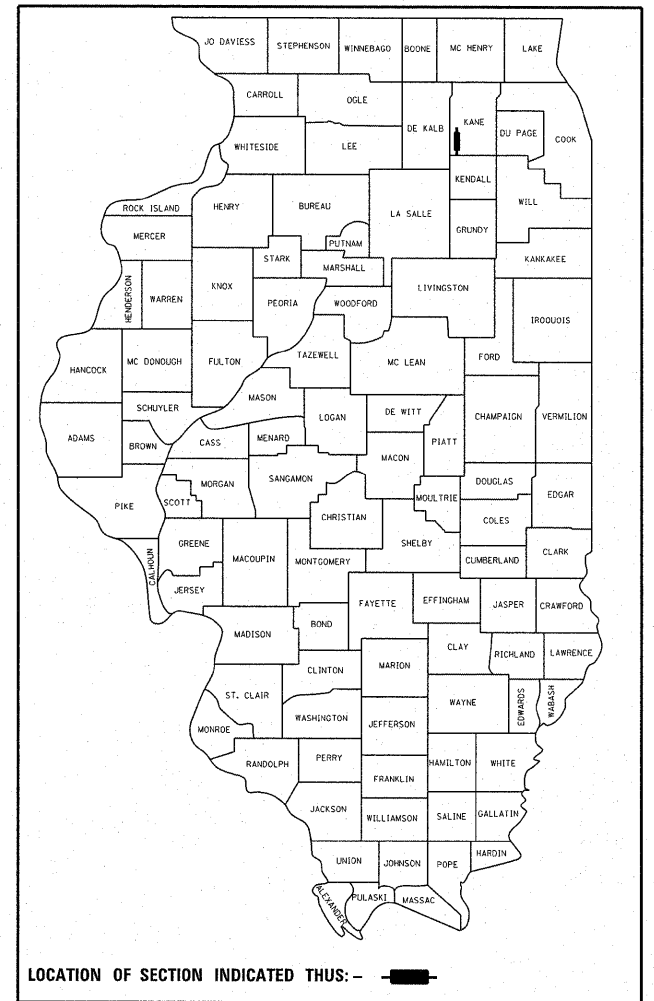 JO DAVIESS STEPHENSON WINNEBAGO BOONE MC HENRY LAKE
CARROLL OGLE DE KALB KANE DU PAGE COOK
WHITESIDE LEE
KENDALL WILL
ROCK ISLAND HENRY BUREAU LA SALLE GRUNDY
MERCER PUTNAM
STARK MARSHALL KANKAKEE
HENDERSON WARREN KNOX PEORIA WOODFORD LIVINGSTON IROQUOIS
HANCOCK MC DONOUGH FULTON TAZEWELL MC LEAN FORD
MASON
SCHUYLER LOGAN DE WITT CHAMPAIGN VERMILION
ADAMS BROWN CASS MENARD MACON PIATT
MORGAN SANGAMON DOUGLAS
PIKE SCOTT CHRISTIAN MOULTRIE COLES EDGAR
GREENE MACOUPIN MONTGOMERY SHELBY CUMBERLAND CLARK
CALHOUN JERSEY
FAYETTE EFFINGHAM JASPER CRAWFORD
MADISON BOND
CLAY RICHLAND LAWRENCE
CLINTON MARION
ST. CLAIR WAYNE EDWARDS WABASH
WASHINGTON JEFFERSON
MONROE
RANDOLPH PERRY HAMILTON WHITE
FRANKLIN
JACKSON WILLIAMSON SALINE GALLATIN
UNION JOHNSON POPE HARDIN
ALEXANDER PULASKI MASSAC
LOCATION OF SECTION INDICATED THUS: –